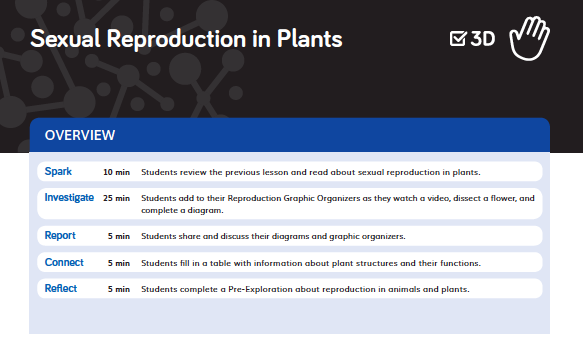 Sexual Reproduction in Plants
3D
OVERVIEW
Spark 10 min Students review the previous lesson and read about sexual reproduction in plants.
Investigate 25 min Students add to their Reproduction Graphic Organizers as they watch a video, dissect a flower, and
complete a diagram.
Report 5 min Students share and discuss their diagrams and graphic organizers.
Connect 5 min Students fill in a table with information about plant structures and their functions.
Reflect 5 min Students complete a Pre-Exploration about reproduction in animals and plants.